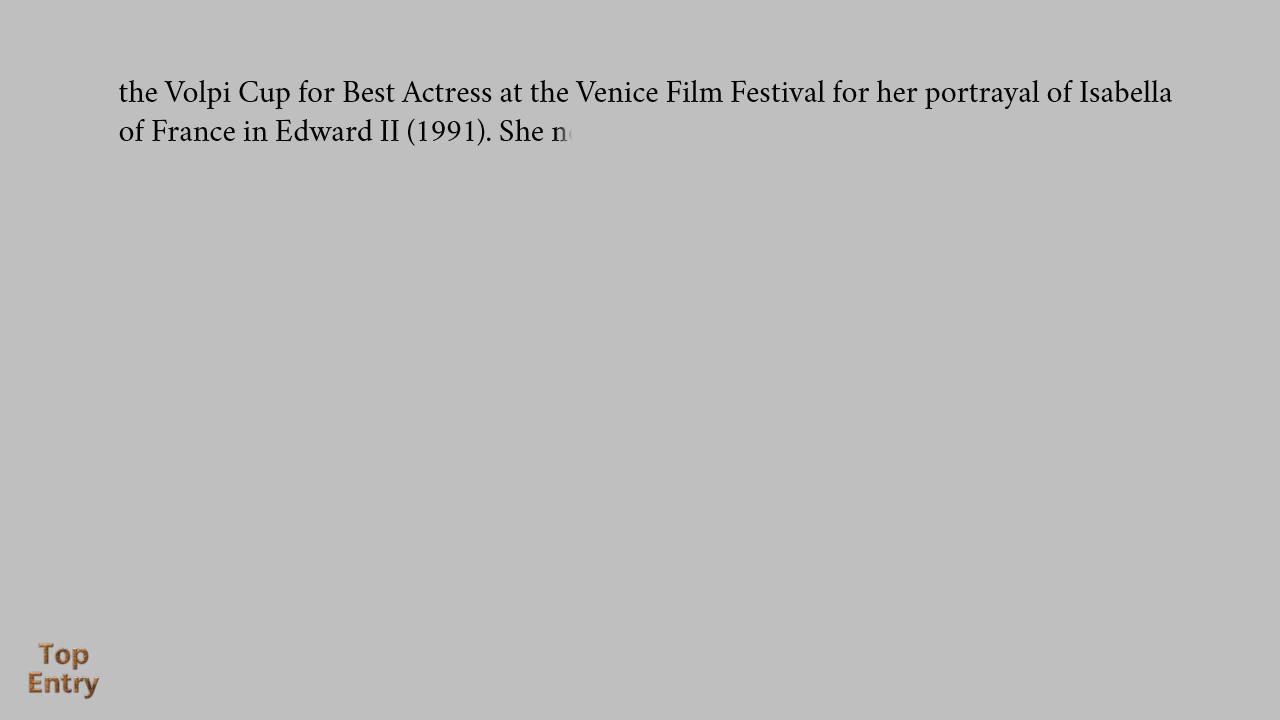 the Volpi Cup for Best Actress at the Venice Film Festival for her portrayal of Isabella
of France in Edward II (1991). She
Top
Entry